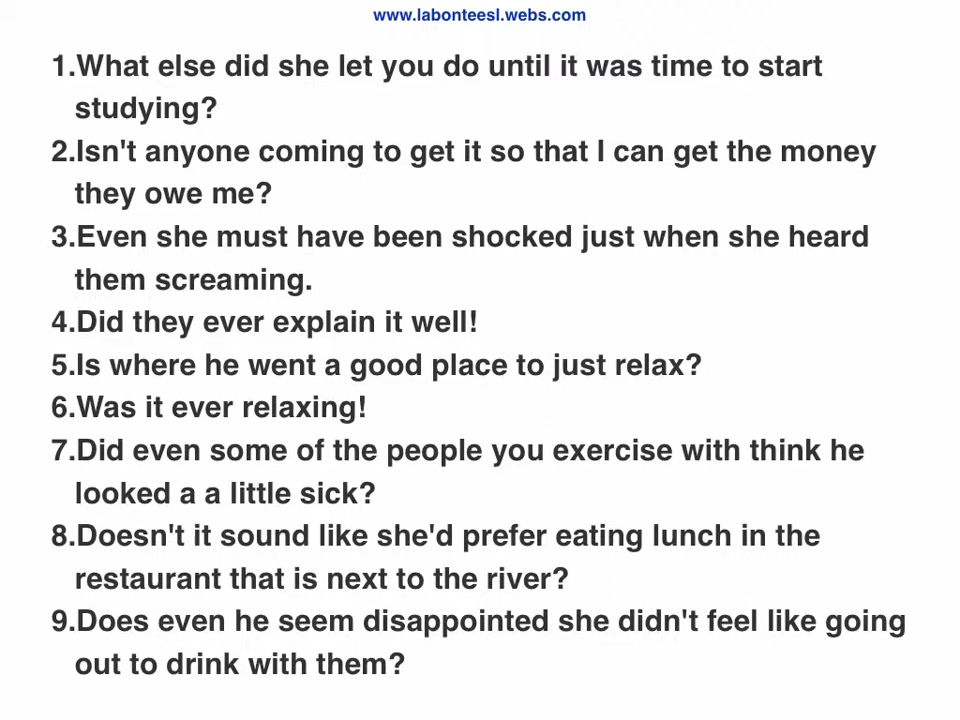 www.labonteesl.webs.com
1.What else did she let you do until it was time to start
studying?
2.Isn't anyone coming to get it so that I can get the money
they owe me?
3.Even she must have been shocked just when she heard
them screaming.
4.Did they ever explain it well!
5.Is where he went a good place to just relax?
6.Was it ever relaxing!
7.Did even some of the people you exercise with think he
looked a a little sick?
8.Doesn't it sound like she'd prefer eating lunch in the
restaurant that is next to the river?
9.Does even he seem disappointed she didn't feel like going
out to drink with them?